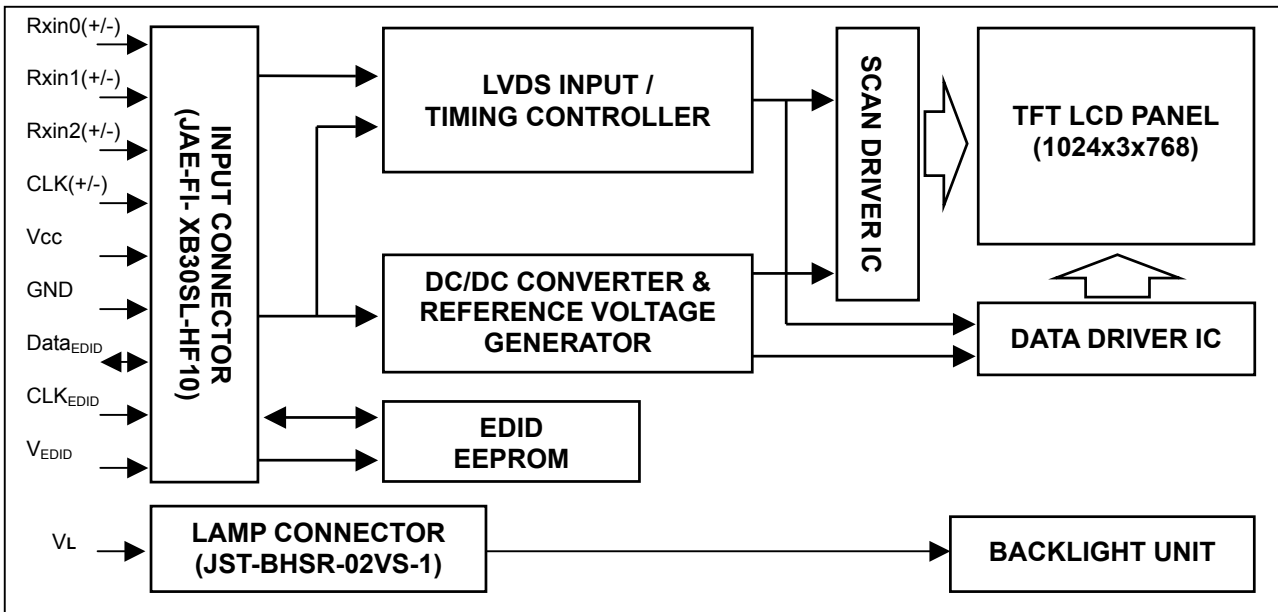 Rxin0(+/-)
Rxin1(+/-)
Rxin2(+/-)
CLK(+/-)
Vcc
GND
DataEDID
CLKEDID
VEDID
VL
INPUT CONNECTOR
(JAE-FI- XB30SL-HF10)
LVDS INPUT /
TIMING CONTROLLER
DC/DC CONVERTER &
REFERENCE VOLTAGE
GENERATOR
EDID
EEPROM
SCAN DRIVER IC
TFT LCD PANEL
(1024x3x768)
DATA DRIVER IC
LAMP CONNECTOR
(JST-BHSR-02VS-1)
BACKLIGHT UNIT